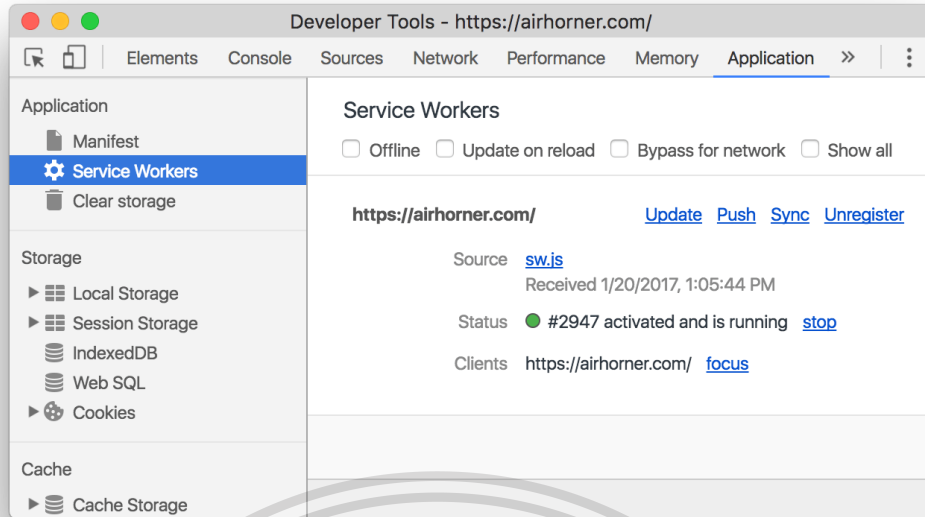 Developer Tools - https://airhorner.com/
Elements Console Sources Network Performance Memory Application »
Application
Manifest
Service Workers
Clear storage
Storage
Local Storage
Session Storage
IndexedDB
Web SQL
Cookies
Cache
Cache Storage
Service Workers
Offline Update on reload Bypass for network Show all
https://airhorner.com/ Update Push Sync Unregister
Source sw.js
Received 1/20/2017, 1:05:44 PM
Status #2947 activated and is running stop
Clients https://airhorner.com/ focus